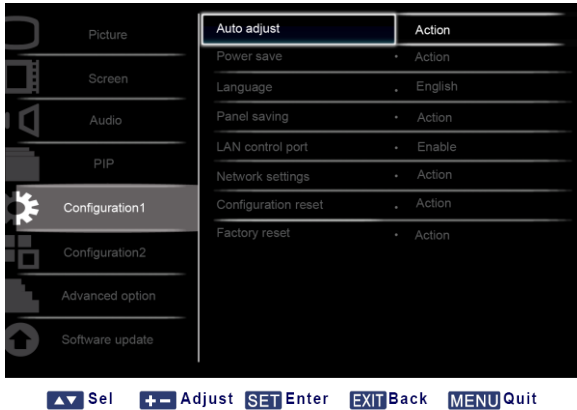 Picture
Screen
Audio
PIP
Configuration1
Configuration2
Advanced option
Software update
Auto adjust Action
Power save · Action
Language . English
Panel saving · Action
LAN control port · Enable
Network settings · Action
Configuration reset . Action
Factory reset · Action
▲▼ Sel + - Adjust SET Enter EXIT Back MENU Quit